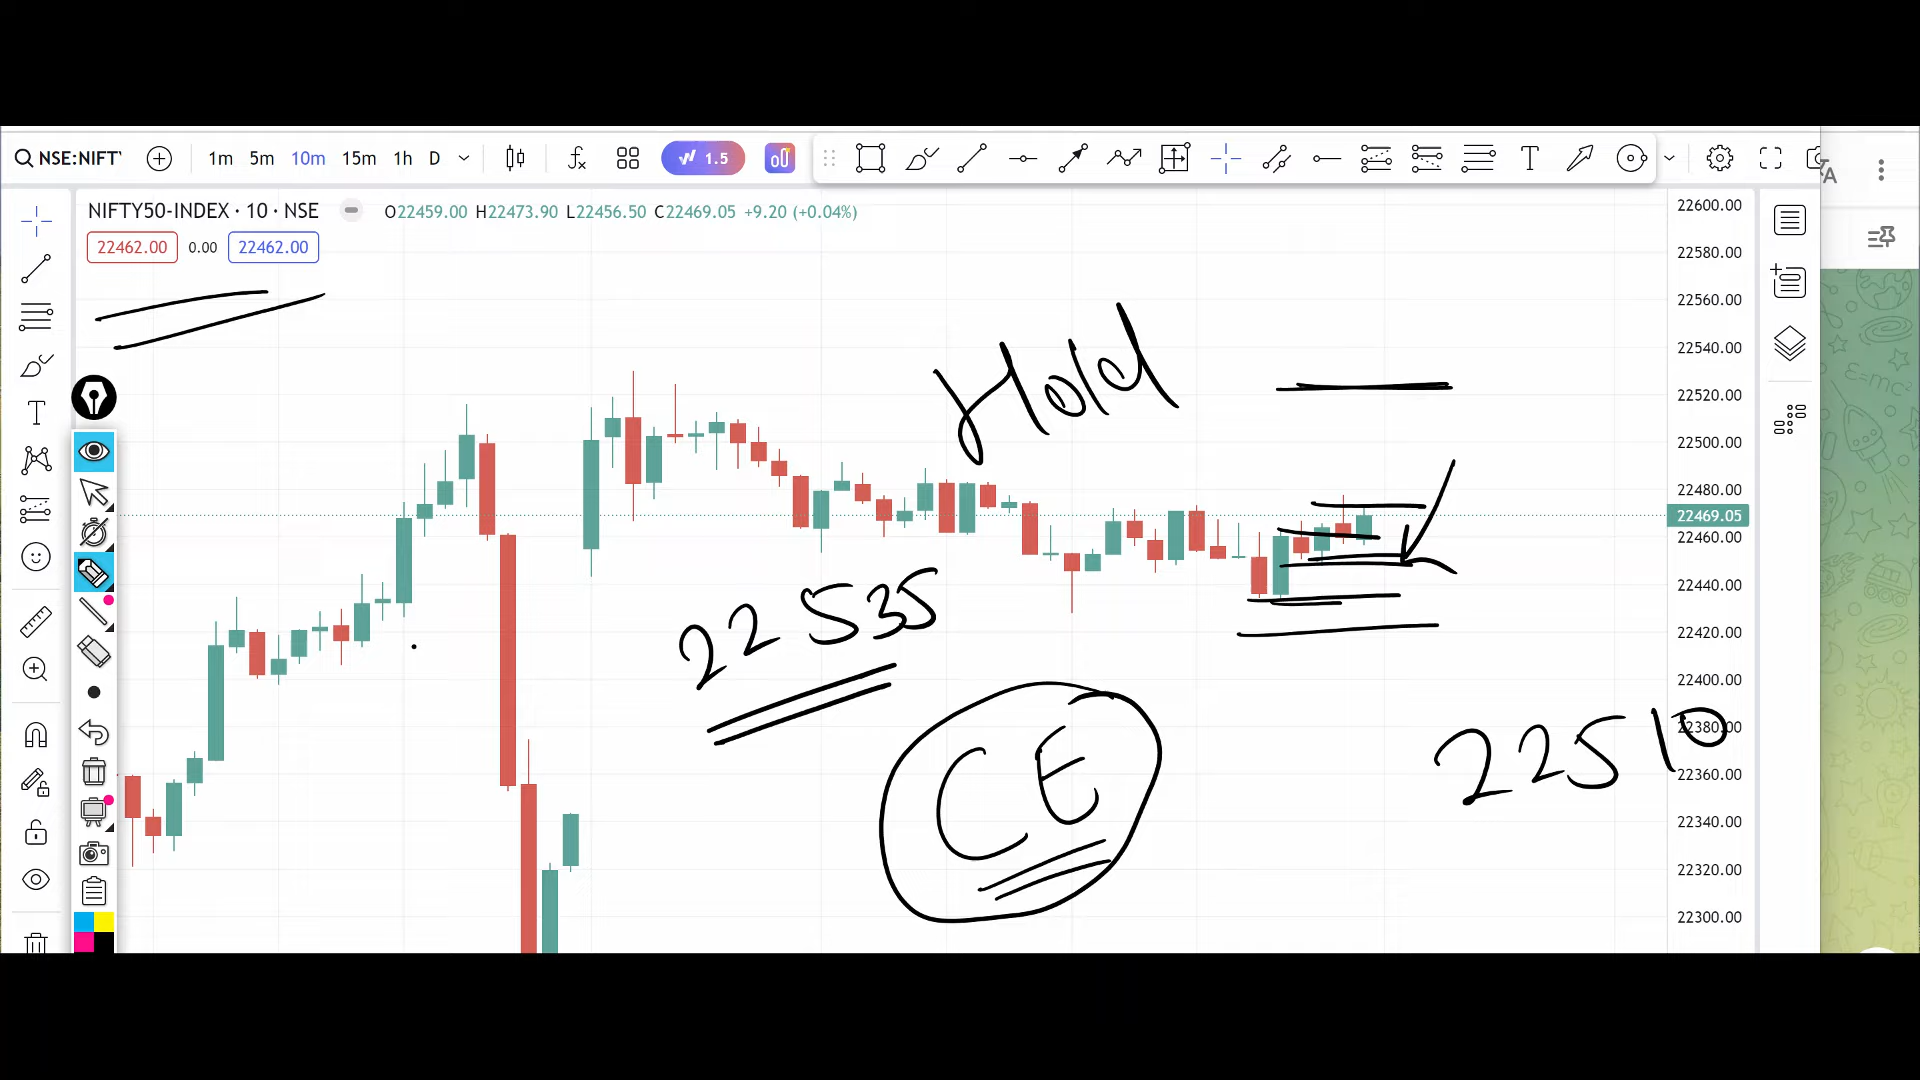 NSE:NIFTY
1m 5m 10m 15m 1h D
1.5
NIFTY50-INDEX · 10 · NSE
O22459.00 H22473.90 L22456.50 C22469.05 +9.20 (+0.04%)
22462.00 0.00 22462.00
22600.00
22580.00
22560.00
22540.00
22520.00
22500.00
22480.00
22469.05
22460.00
22440.00
22420.00
22400.00
22380.00
22360.00
22340.00
22320.00
22300.00
Hold
22535
CE
22510